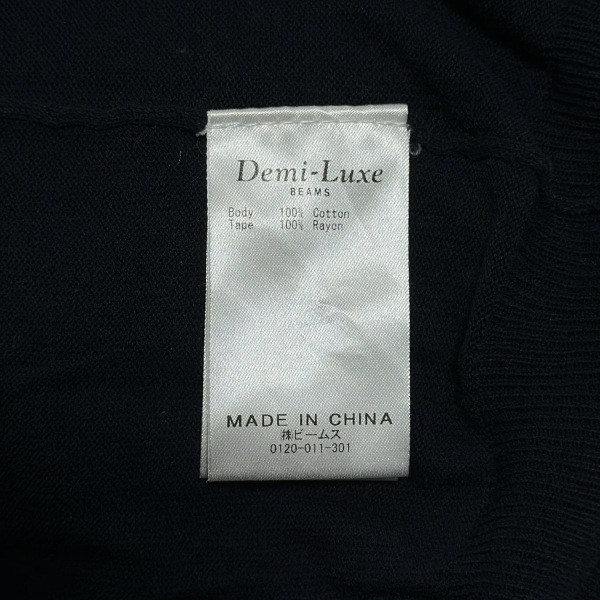 Demi-Luxe
BEAMS
Body 100% Cotton
Tape 100% Rayon
MADE IN CHINA
㈱ビームス
0120-011-301